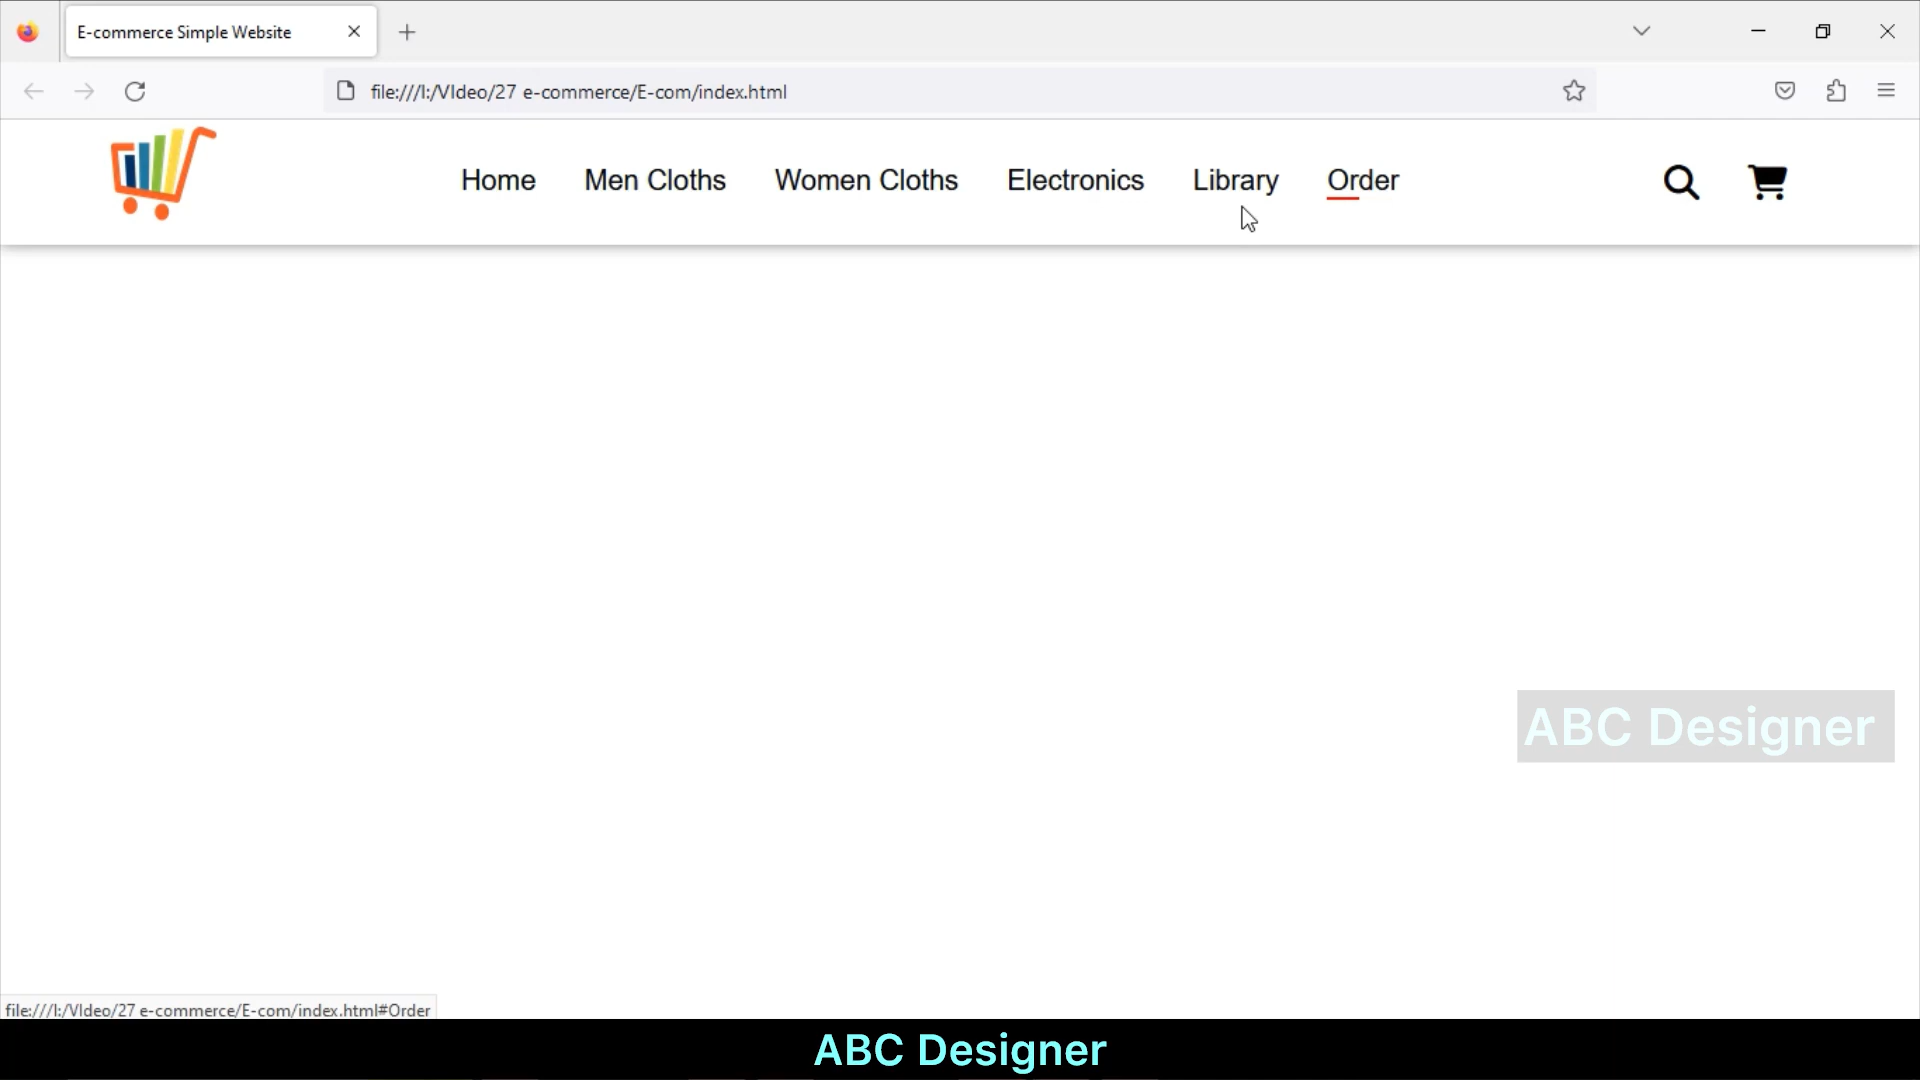 E-commerce Simple Website
file:///I:/VIdeo/27 e-commerce/E-com/index.html
Home Men Cloths Women Cloths Electronics Library Order
ABC Designer
file:///I:/VIdeo/27 e-commerce/E-com/index.html#Order
ABC Designer